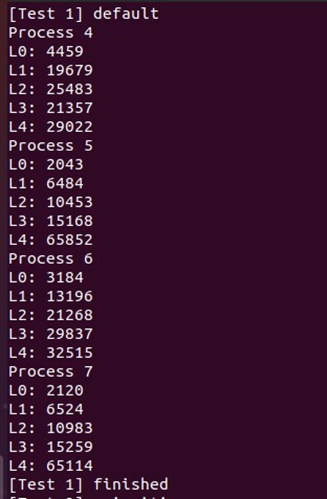 [Test 1] default
Process 4
L0: 4459
L1: 19679
L2: 25483
L3: 21357
L4: 29022
Process 5
L0: 2043
L1: 6484
L2: 10453
L3: 15168
L4: 65852
Process 6
L0: 3184
L1: 13196
L2: 21268
L3: 29837
L4: 32515
Process 7
L0: 2120
L1: 6524
L2: 10983
L3: 15259
L4: 65114
[Test 1] finished